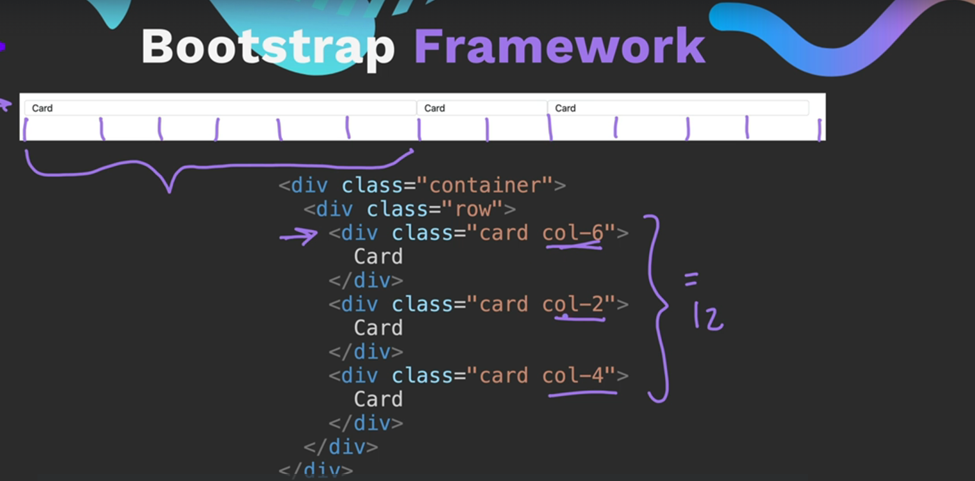 Bootstrap Framework
Card Card Card
<div class="container">
<div class="row">
<div class="card col-6">
Card
</div>
<div class="card col-2">
Card
</div>
<div class="card col-4">
Card
</div>
</div>
</div>
= 12